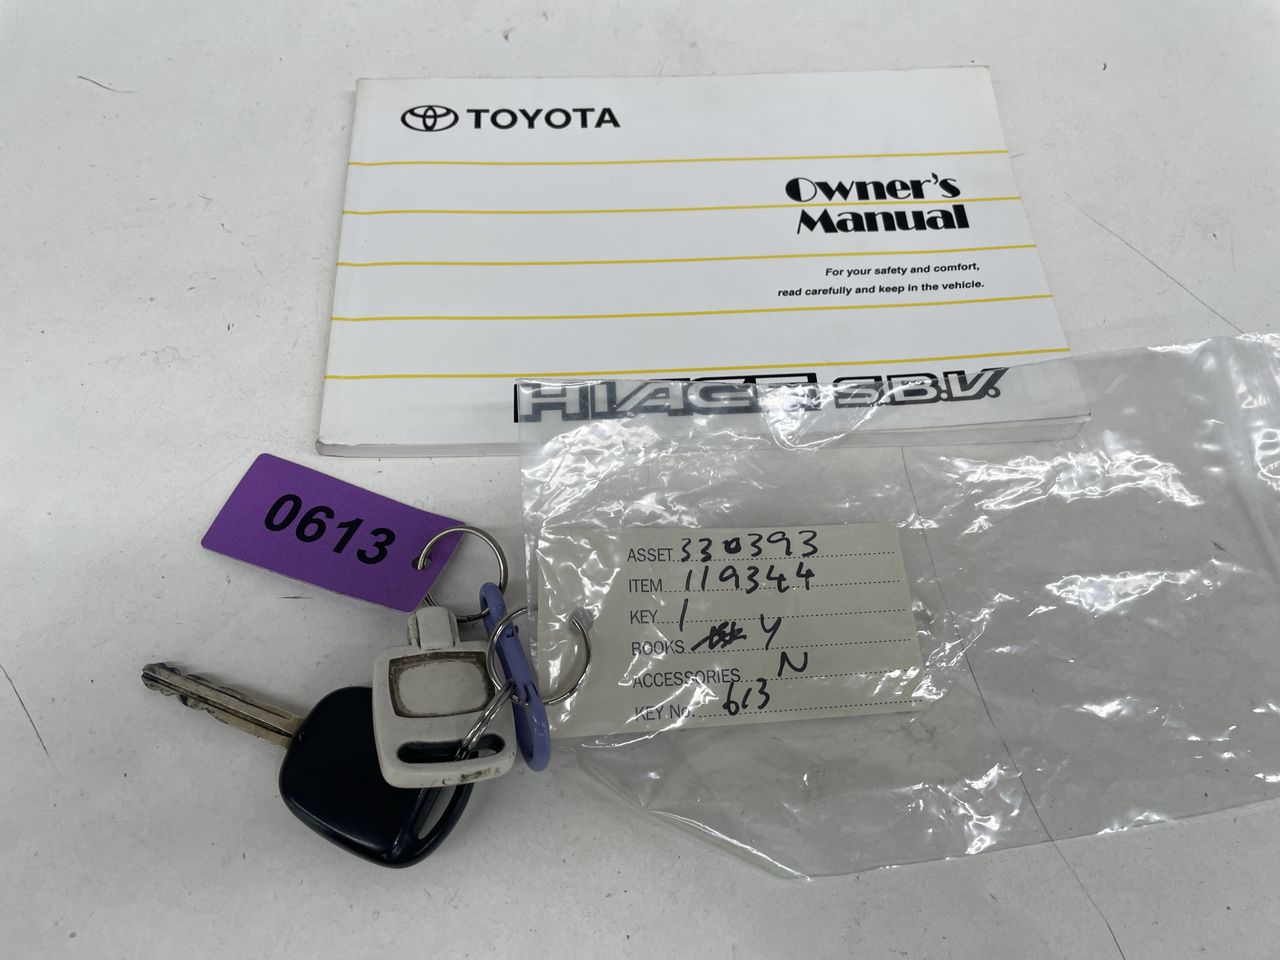 TOYOTA
Owner's
Manual
For your safety and comfort,
read carefully and keep in the vehicle.
HIACE S.B.V.
0613
ASSET 330393
ITEM 119344
KEY 1
BOOKS Y
ACCESSORIES N
KEY No. 613